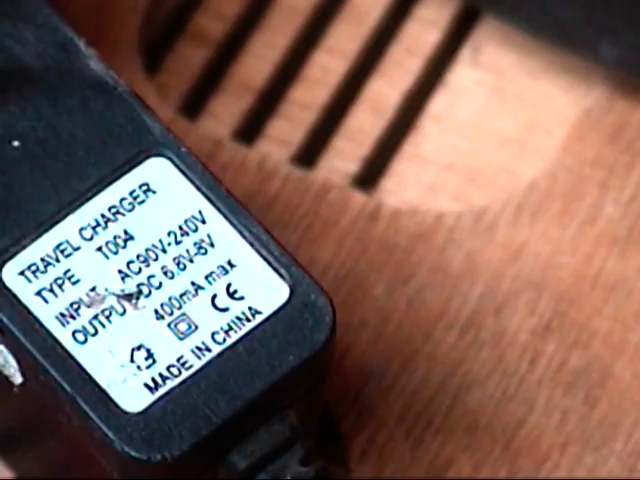 TRAVEL CHARGER
TYPE T004
INPUT AC90V-240V
OUTPUT DC 6.8V-8V
400mA max
CE
MADE IN CHINA